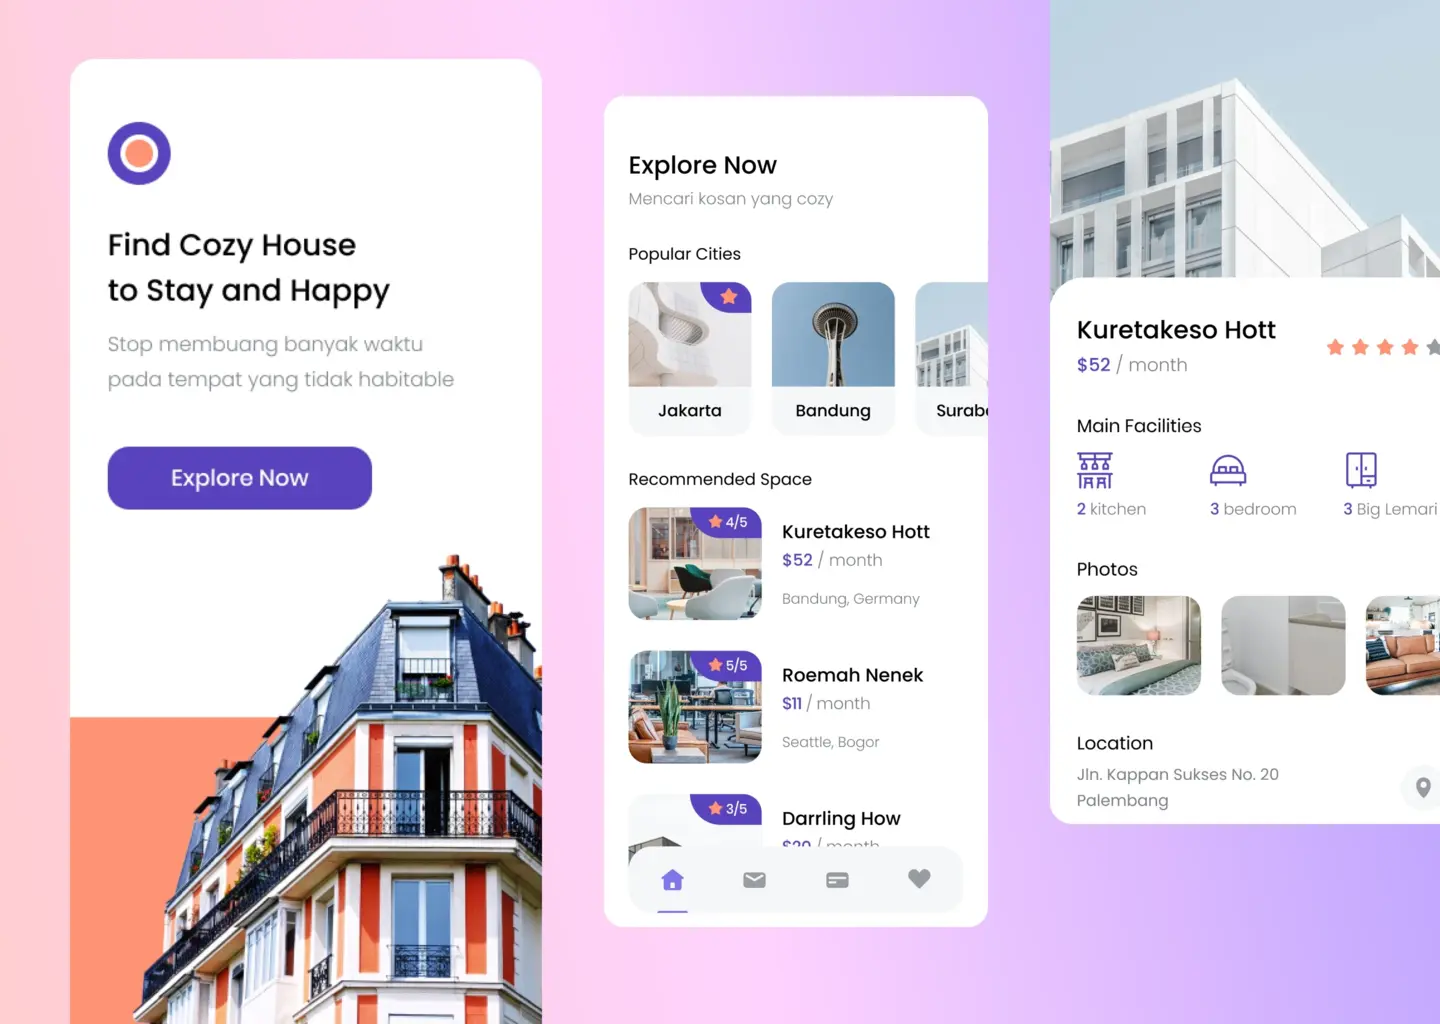 Find Cozy House
to Stay and Happy
Stop membuang banyak waktu
pada tempat yang tidak habitable
Explore Now
Explore Now
Mencari kosan yang cozy
Popular Cities
Jakarta
Bandung
Surab
Recommended Space
4/5
Kuretakeso Hott
$52 / month
Bandung, Germany
5/5
Roemah Nenek
$11 / month
Seattle, Bogor
3/5
Darrling How
$20 / month
Kuretakeso Hott
$52 / month
Main Facilities
2 kitchen
3 bedroom
3 Big Lemari
Photos
Location
Jln. Kappan Sukses No. 20
Palembang